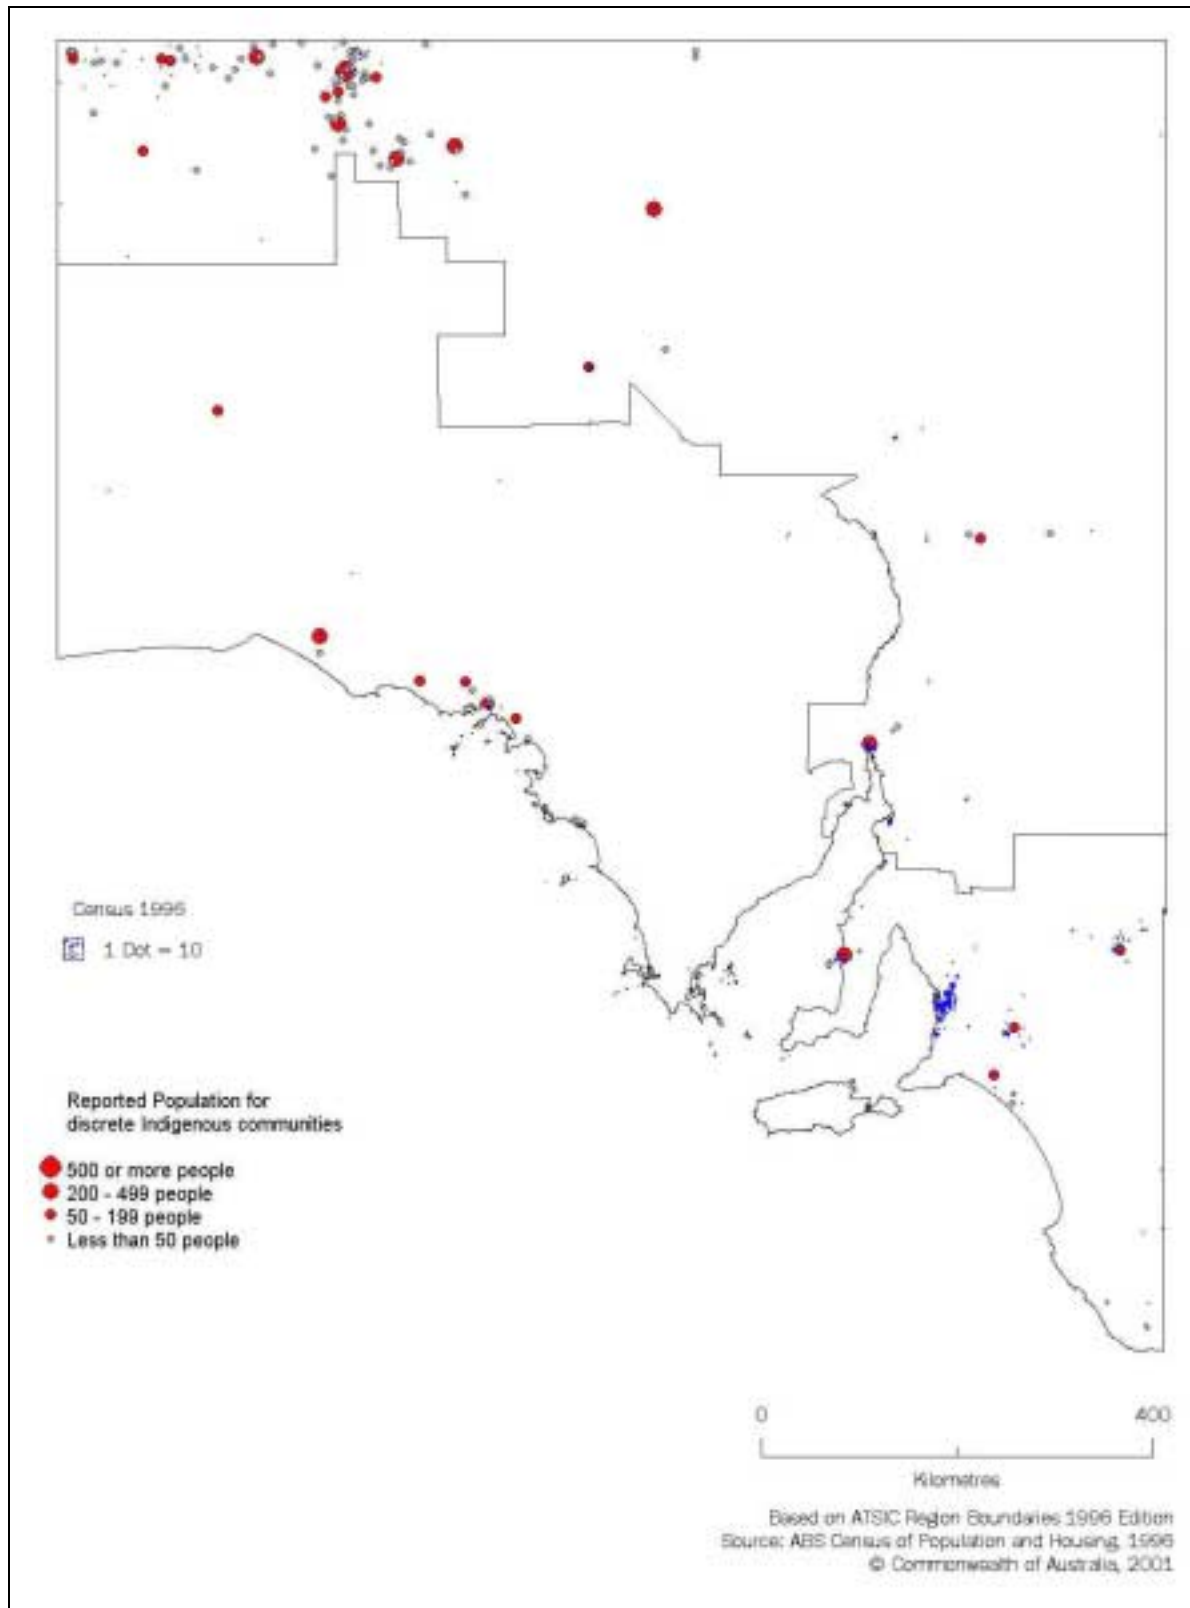 Census 1996
1 Dot = 10
Reported Population for
discrete Indigenous communities
500 or more people
200 - 499 people
50 - 199 people
Less than 50 people
0 400
Kilometres
Based on ATSIC Region Boundaries 1996 Edition
Source: ABS Census of Population and Housing, 1996
© Commonwealth of Australia, 2001